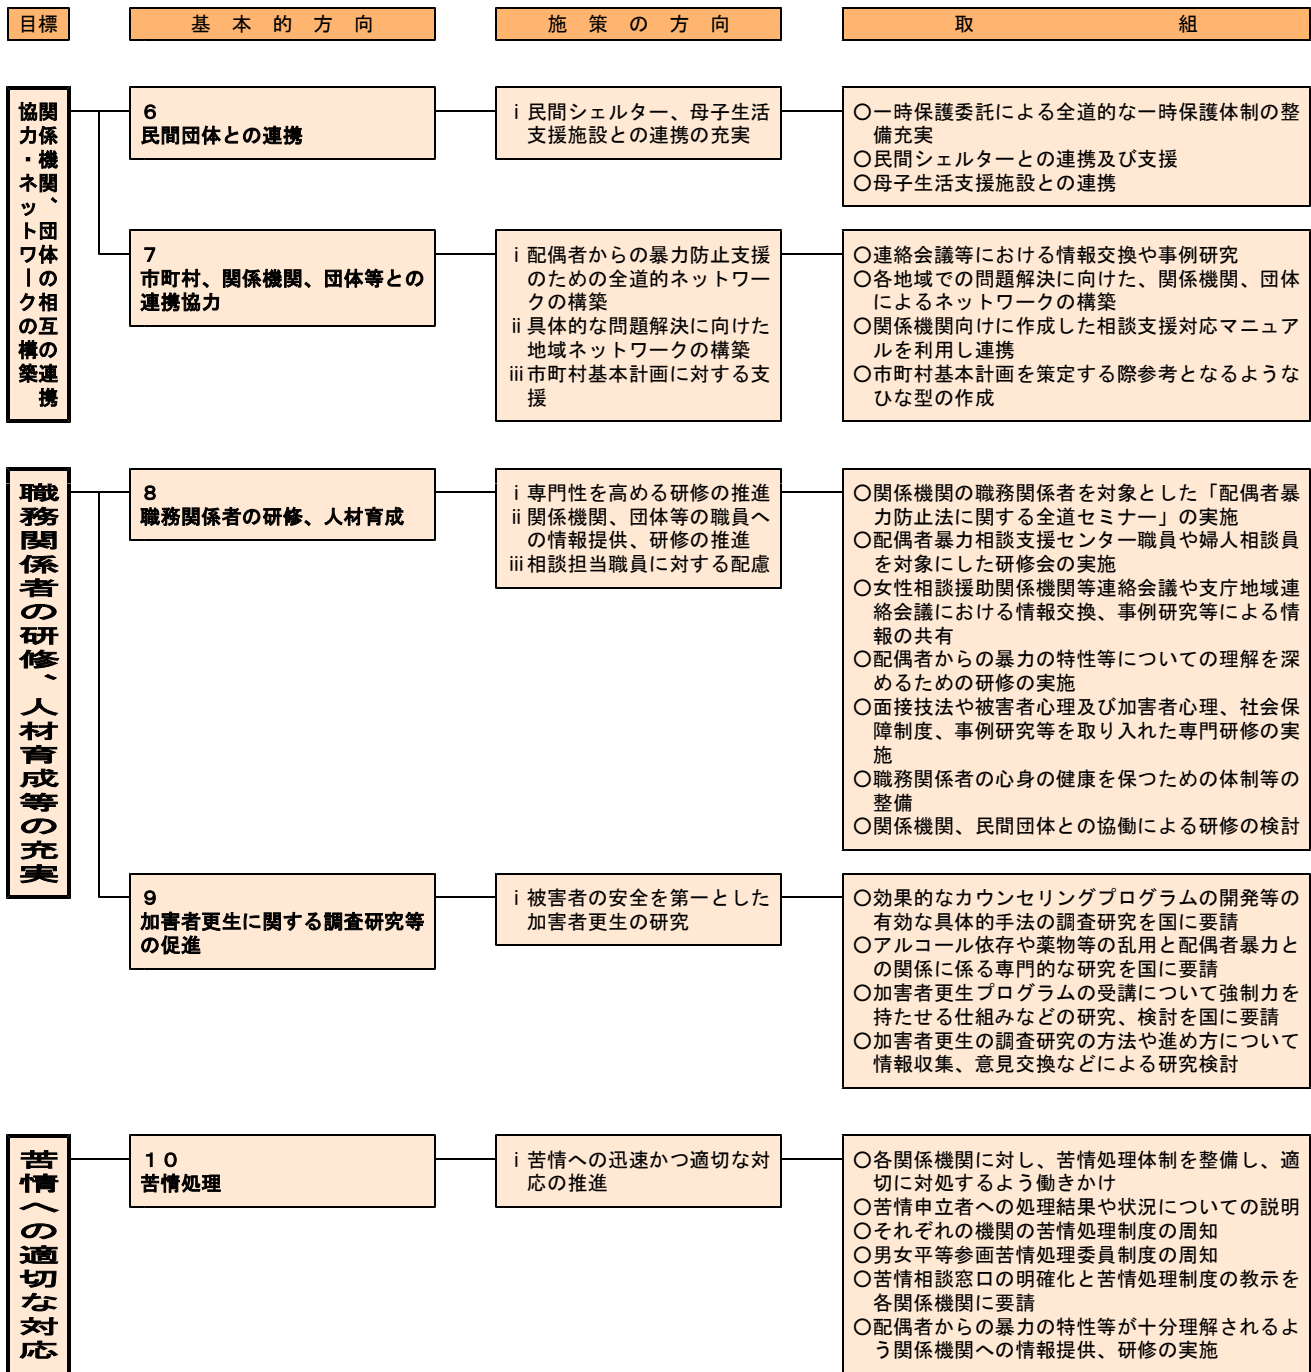 目標
基本的方向
施策の方向
取組
関係機関、団体の相互の連携
協力・ネットワークの構築
６
民間団体との連携
ⅰ 民間シェルター、母子生活
支援施設との連携の充実
〇一時保護委託による全道的な一時保護体制の整
備充実
〇民間シェルターとの連携及び支援
〇母子生活支援施設との連携
７
市町村、関係機関、団体等との
連携協力
ⅰ 配偶者からの暴力防止支援
のための全道的ネットワー
クの構築
ⅱ 具体的な問題解決に向けた
地域ネットワークの構築
ⅲ 市町村基本計画に対する支
援
〇連絡会議等における情報交換や事例研究
〇各地域での問題解決に向けた、関係機関、団体
によるネットワークの構築
〇関係機関向けに作成した相談支援対応マニュア
ルを利用し連携
〇市町村基本計画を策定する際参考となるような
ひな型の作成
職務関係者の研修、人材育成等の充実
８
職務関係者の研修、人材育成
ⅰ 専門性を高める研修の推進
ⅱ 関係機関、団体等の職員へ
の情報提供、研修の推進
ⅲ 相談担当職員に対する配慮
〇関係機関の職務関係者を対象とした「配偶者暴
力防止法に関する全道セミナー」の実施
〇配偶者暴力相談支援センター職員や婦人相談員
を対象にした研修会の実施
〇女性相談援助関係機関等連絡会議や支庁地域連
絡会議における情報交換、事例研究等による情
報の共有
〇配偶者からの暴力の特性等についての理解を深
めるための研修の実施
〇面接技法や被害者心理及び加害者心理、社会保
障制度、事例研究等を取り入れた専門研修の実
施
〇職務関係者の心身の健康を保つための体制等の
整備
〇関係機関、民間団体との協働による研修の検討
９
加害者更生に関する調査研究等
の促進
ⅰ 被害者の安全を第一とした
加害者更生の研究
〇効果的なカウンセリングプログラムの開発等の
有効な具体的手法の調査研究を国に要請
〇アルコール依存や薬物等の乱用と配偶者暴力と
の関係に係る専門的な研究を国に要請
〇加害者更生プログラムの受講について強制力を
持たせる仕組みなどの研究、検討を国に要請
〇加害者更生の調査研究の方法や進め方について
情報収集、意見交換などによる研究検討
苦情への適切な対応
１０
苦情処理
ⅰ 苦情への迅速かつ適切な対
応の推進
〇各関係機関に対し、苦情処理体制を整備し、適
切に対処するよう働きかけ
〇苦情申立者への処理結果や状況についての説明
〇それぞれの機関の苦情処理制度の周知
〇男女平等参画苦情処理委員制度の周知
〇苦情相談窓口の明確化と苦情処理制度の教示を
各関係機関に要請
〇配偶者からの暴力の特性等が十分理解されるよ
う関係機関への情報提供、研修の実施